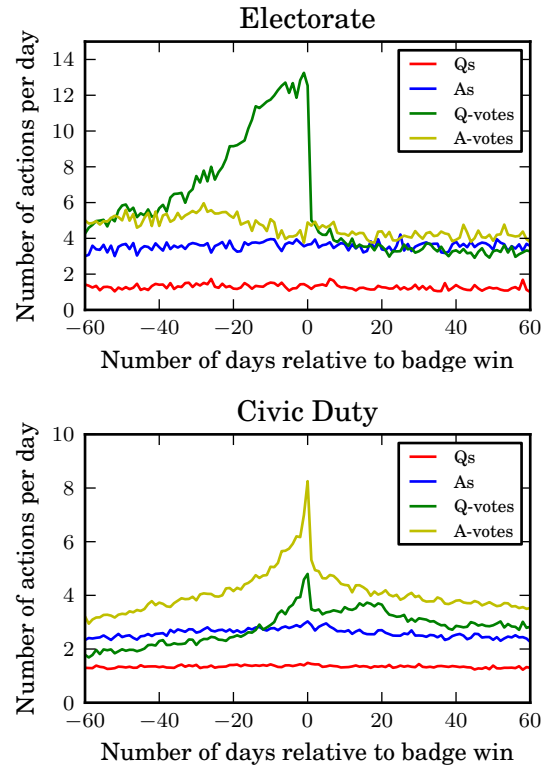 Electorate
Number of actions per day
14
12
10
8
6
4
2
0
Qs
As
Q-votes
A-votes
−60 −40 −20 0 20 40 60
Number of days relative to badge win
Civic Duty
Number of actions per day
10
8
6
4
2
0
Qs
As
Q-votes
A-votes
−60 −40 −20 0 20 40 60
Number of days relative to badge win